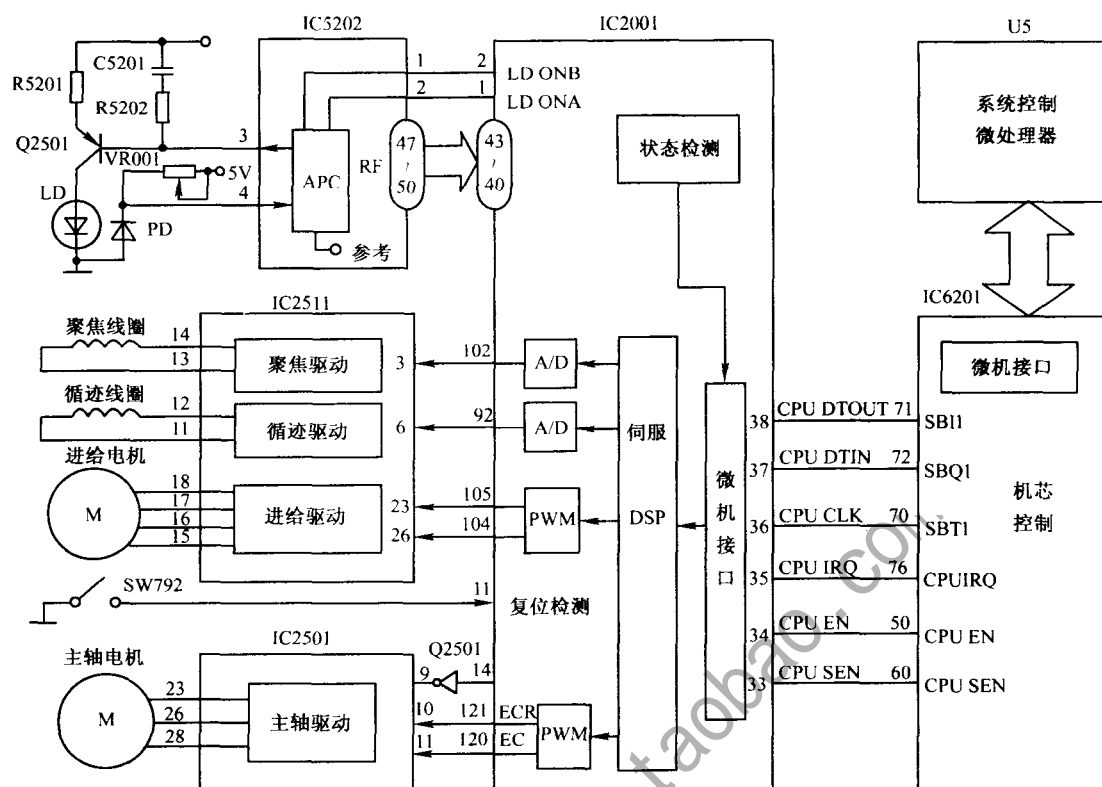 IC5202
IC2001
U5
R5201
C5201
R5202
Q2501
VR001
5V
LD
PD
3
4
APC
RF
参考
1
2
2
1
LD ONB
LD ONA
47
~
50
43
~
40
状态检测
系统控制
微处理器
IC6201
微机接口
机芯
控制
IC2511
聚焦线圈
14
13
聚焦驱动
3
102
A/D
循迹线圈
12
11
循迹驱动
6
92
A/D
进给电机
M
18
17
16
15
进给驱动
23
26
105
104
PWM
伺服
DSP
微机接口
SW792
11
复位检测
主轴电机
M
IC2501
23
26
28
主轴驱动
Q2501
9
14
10
121
ECR
11
120
EC
PWM
38
CPU DTOUT
71
SBI1
37
CPU DTIN
72
SBQ1
36
CPU CLK
70
SBT1
35
CPU IRQ
76
CPUIRQ
34
CPU EN
50
CPU EN
33
CPU SEN
60
CPU SEN
taobao.com